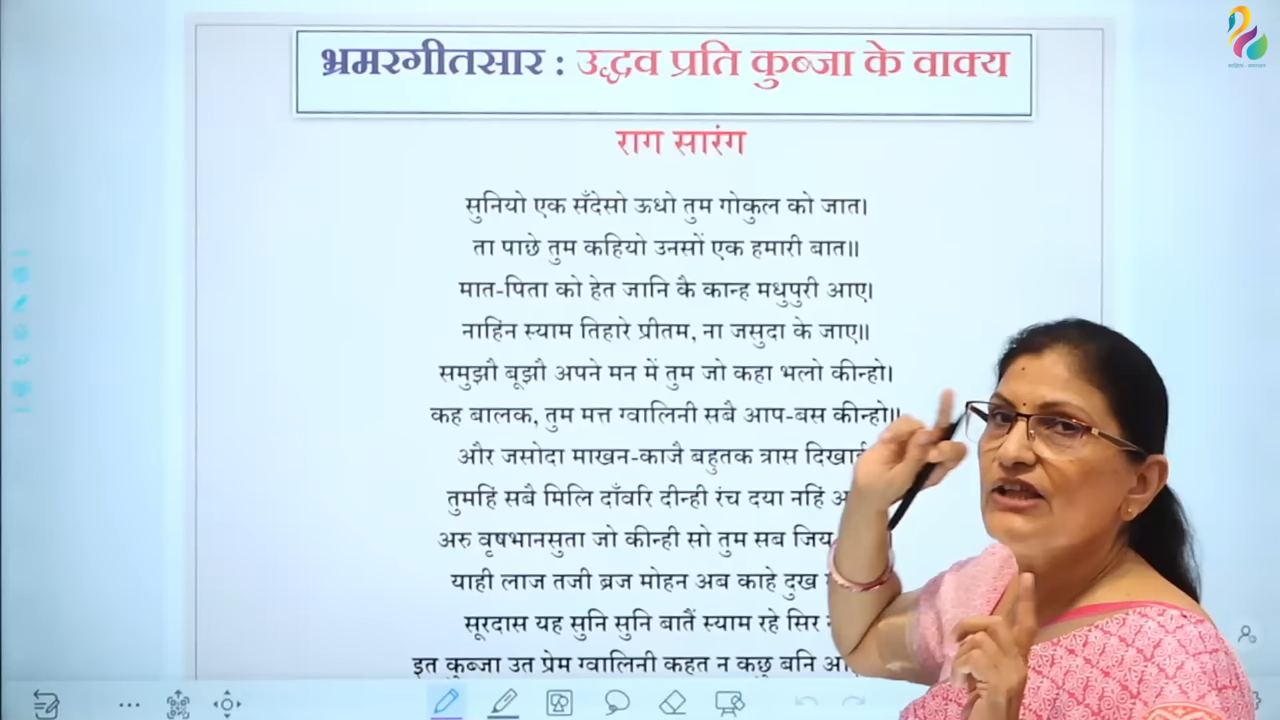 भ्रमरगीतसार : उद्धव प्रति कुब्जा के वाक्य
राग सारंग
सुनियो एक सँदेसो ऊधो तुम गोकुल को जात।
ता पाछे तुम कहियो उनसों एक हमारी बात॥
मात-पिता को हेत जानि कै कान्ह मधुपुरी आए।
नाहिंन स्याम तिहारे प्रीतम, ना जसुदा के जाए॥
समुझौ बूझौ अपने मन में तुम जो कहा भलो कीन्हो।
कह बालक, तुम मत्त ग्वालिनी सबै आप-बस कीन्हो॥
और जसोदा माखन-काजै बहुतक त्रास
तुमहिं सबै मिलि दाँवरि दीन्ही रंच दया नहिं
अरु वृषभानसुता जो कीन्ही सो तुम सब जिय
याही लाज तजी ब्रज मोहन अब काहे दुख
सूरदास यह सुनि सुनि बातैं स्याम रहे सिर
इत कुब्जा उत प्रेम ग्वालिनी कहत न कछु बनि